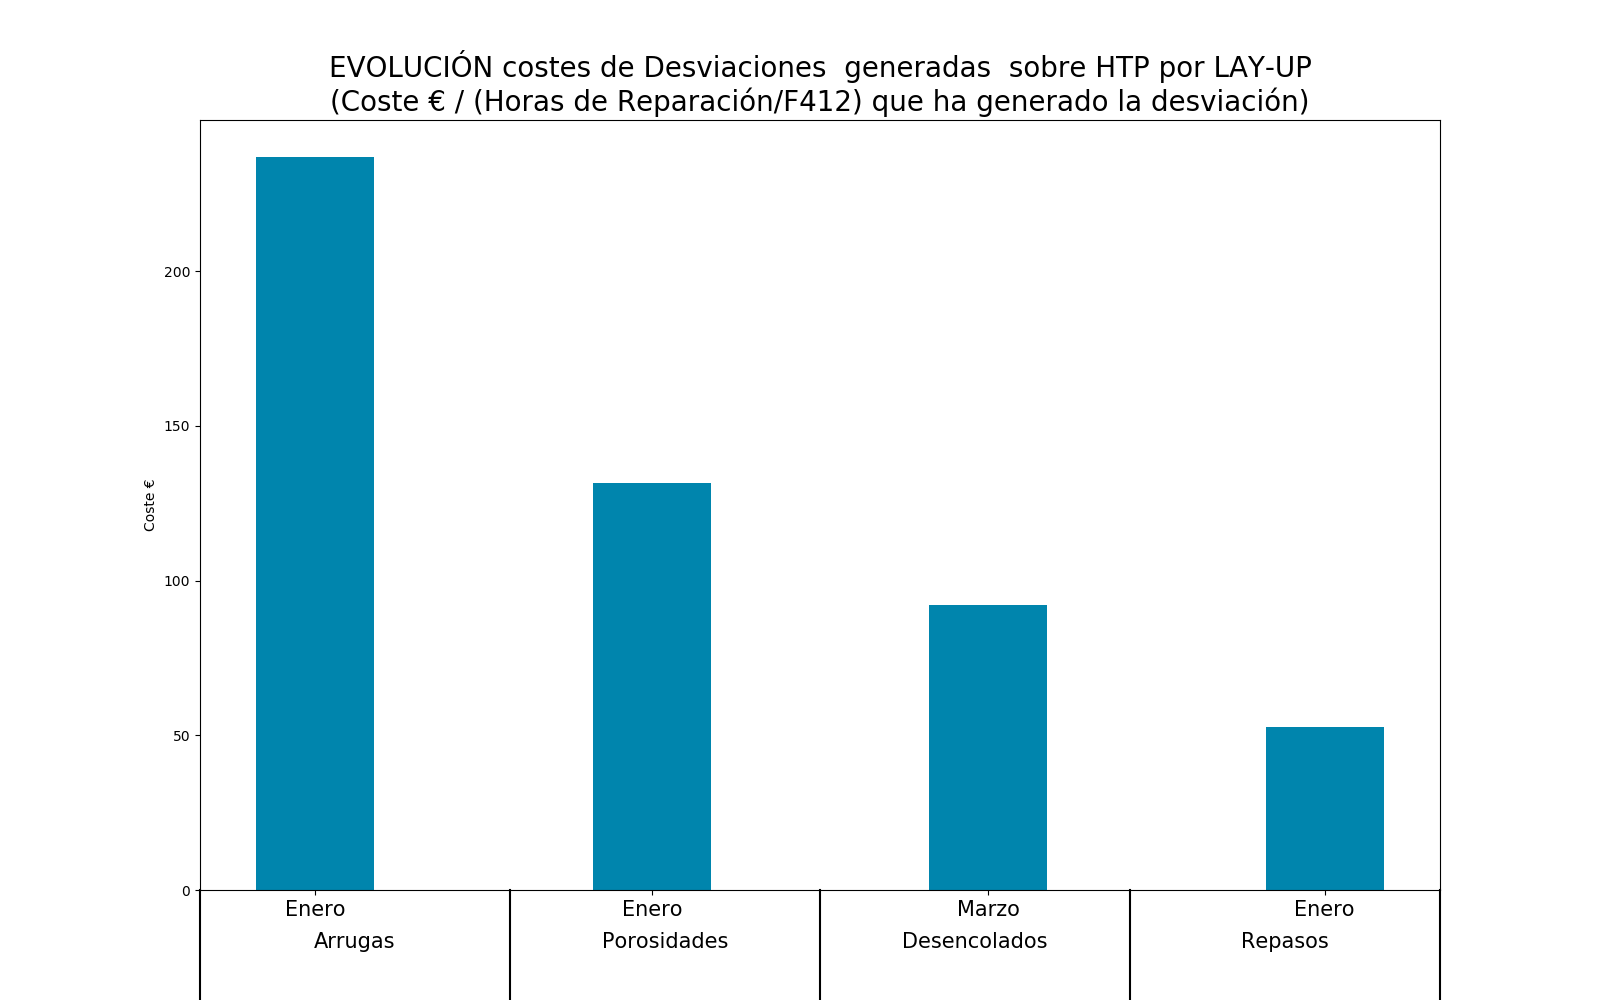 EVOLUCIÓN costes de Desviaciones  generadas  sobre HTP por LAY-UP
(Coste € / (Horas de Reparación/F412) que ha generado la desviación)
200
150
Coste €
100
50
0
Enero Enero Marzo Enero
Arrugas Porosidades Desencolados Repasos